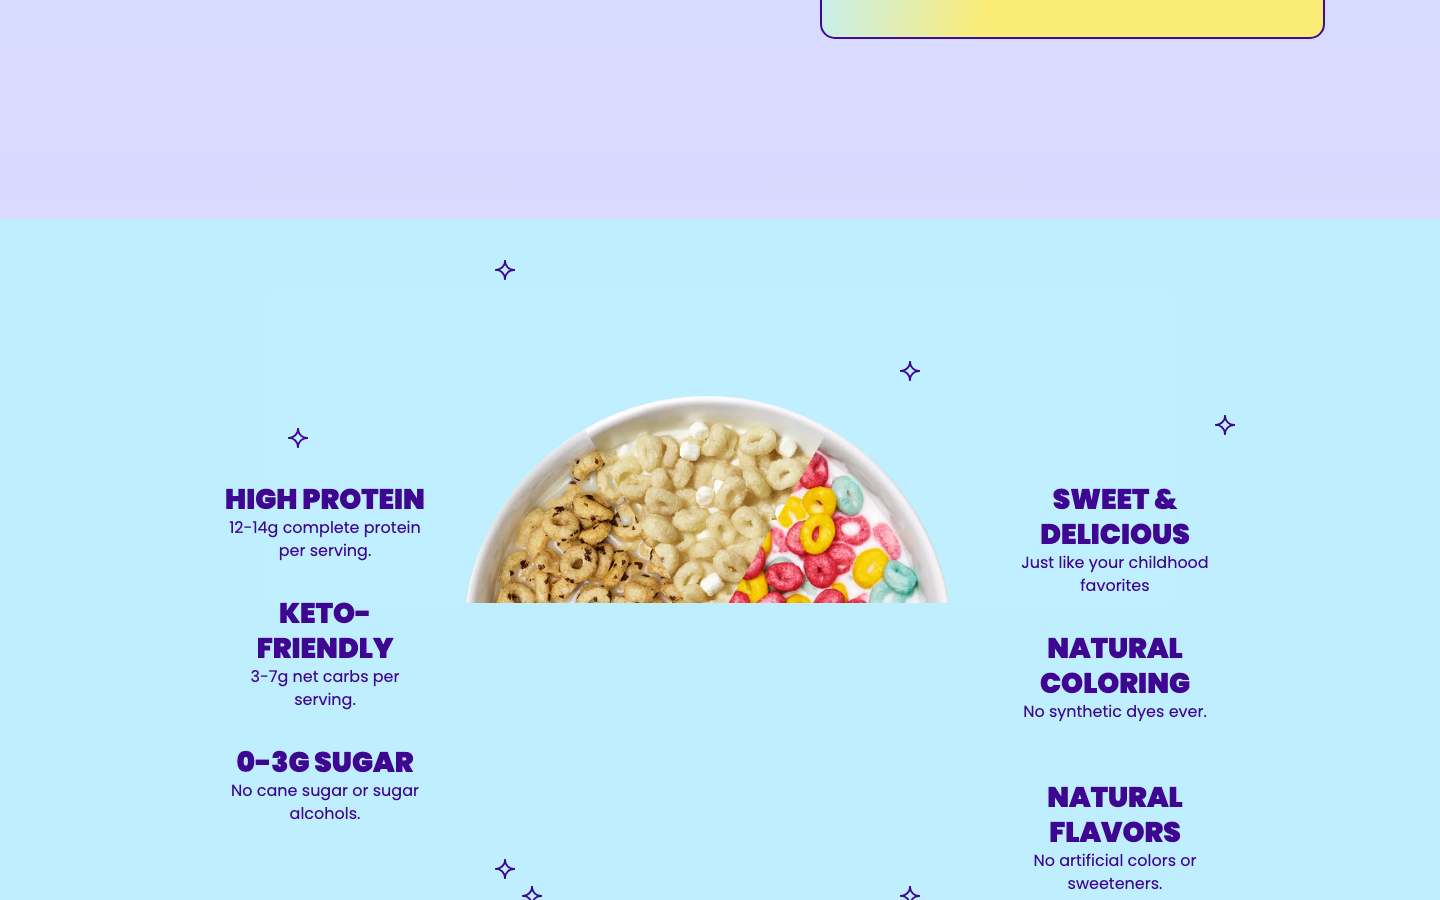 HIGH PROTEIN
12-14g complete protein
per serving.
KETO-
FRIENDLY
3-7g net carbs per
serving.
0-3G SUGAR
No cane sugar or sugar
alcohols.
SWEET &
DELICIOUS
Just like your childhood
favorites
NATURAL
COLORING
No synthetic dyes ever.
NATURAL
FLAVORS
No artificial colors or
sweeteners.